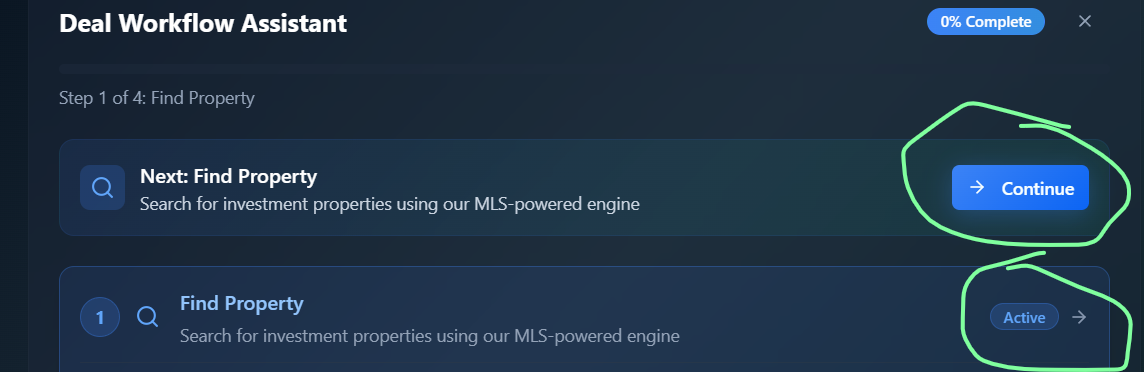 Deal Workflow Assistant
0% Complete
Step 1 of 4: Find Property
Next: Find Property
Search for investment properties using our MLS-powered engine
Continue
1
Find Property
Active
Search for investment properties using our MLS-powered engine